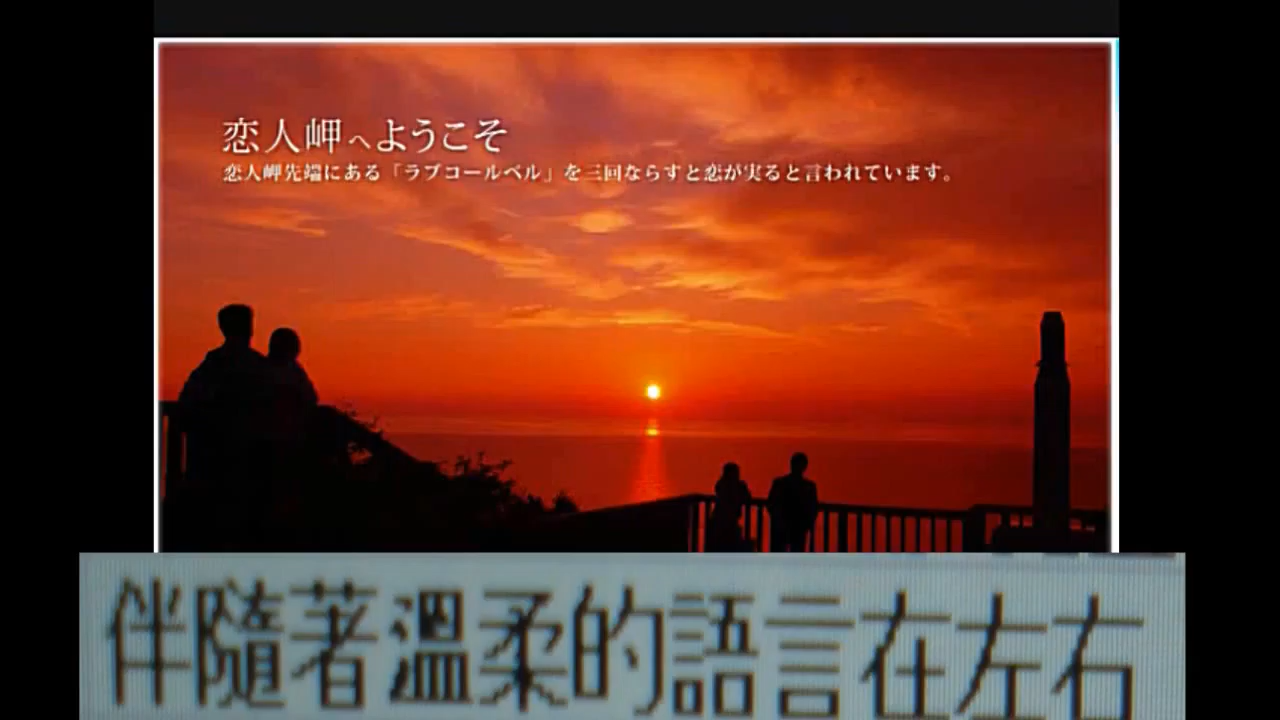 恋人岬へようこそ
恋人岬先端にある「ラブコールベル」を三回ならすと恋が実ると言われています。
伴隨著溫柔的語言在左右